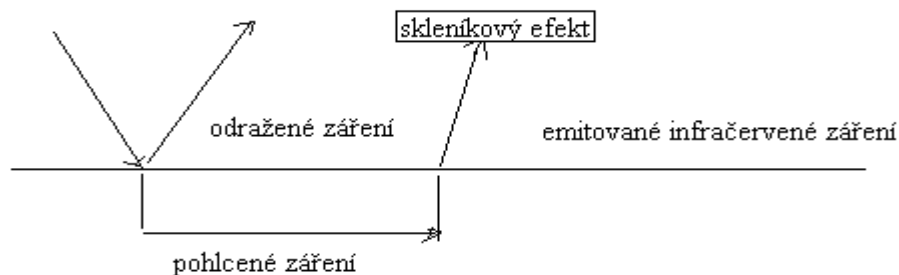 skleníkový efekt
odražené záření
emitované infračervené záření
pohlcené záření